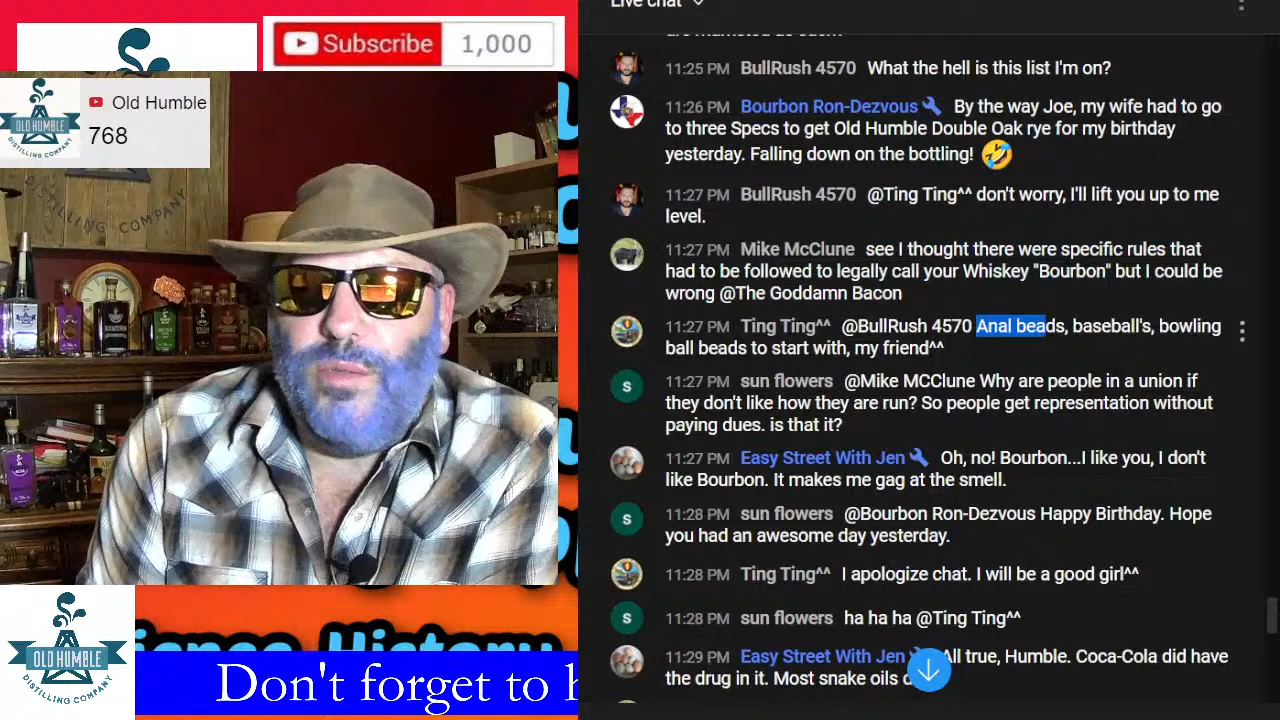 Subscribe 1,000
Old Humble
768
OLD HUMBLE
DISTILLING COMPANY
DISTILLING COMPANY
OLD HUMBLE
DISTILLING COMPANY
Don't forget to h
Live chat
11:25 PM BullRush 4570 What the hell is this list I'm on?
11:26 PM Bourbon Ron-Dezvous By the way Joe, my wife had to go
to three Specs to get Old Humble Double Oak rye for my birthday
yesterday. Falling down on the bottling! 🤣
11:27 PM BullRush 4570 @Ting Ting^^ don't worry, I'll lift you up to me
level.
11:27 PM Mike McClune see I thought there were specific rules that
had to be followed to legally call your Whiskey "Bourbon" but I could be
wrong @The Goddamn Bacon
11:27 PM Ting Ting^^ @BullRush 4570 Anal beads, baseball's, bowling
ball beads to start with, my friend^^
S 11:27 PM sun flowers @Mike MCClune Why are people in a union if
they don't like how they are run? So people get representation without
paying dues. is that it?
11:27 PM Easy Street With Jen Oh, no! Bourbon...I like you, I don't
like Bourbon. It makes me gag at the smell.
S 11:28 PM sun flowers @Bourbon Ron-Dezvous Happy Birthday. Hope
you had an awesome day yesterday.
11:28 PM Ting Ting^^ I apologize chat. I will be a good girl^^
S 11:28 PM sun flowers ha ha ha @Ting Ting^^
11:29 PM Easy Street With Jen All true, Humble. Coca-Cola did have
the drug in it. Most snake oils